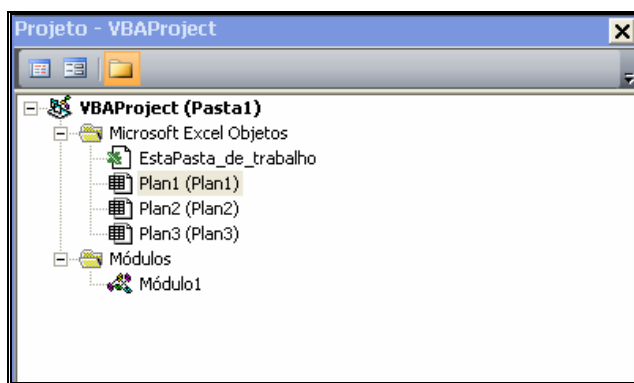 Projeto - VBAProject
VBAProject (Pasta1)
Microsoft Excel Objetos
EstaPasta_de_trabalho
Plan1 (Plan1)
Plan2 (Plan2)
Plan3 (Plan3)
Módulos
Módulo1